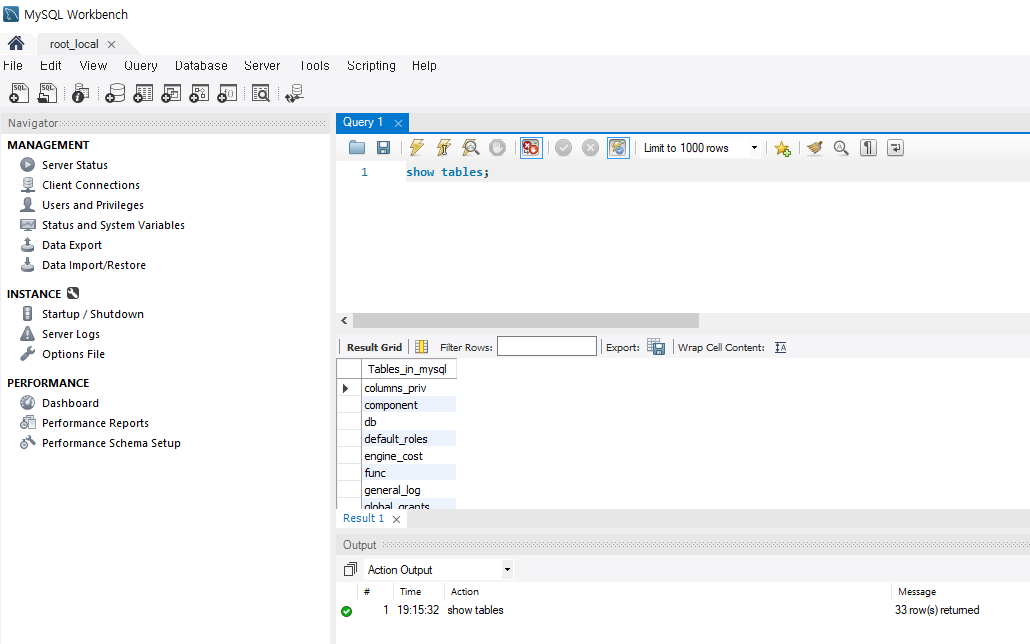 MySQL Workbench
root_local
File Edit View Query Database Server Tools Scripting Help
Navigator
MANAGEMENT
Server Status
Client Connections
Users and Privileges
Status and System Variables
Data Export
Data Import/Restore
INSTANCE
Startup / Shutdown
Server Logs
Options File
PERFORMANCE
Dashboard
Performance Reports
Performance Schema Setup
Query 1
Limit to 1000 rows
1 show tables;
Result Grid Filter Rows: Export: Wrap Cell Content:
Tables_in_mysql
columns_priv
component
db
default_roles
engine_cost
func
general_log
global_grants
Result 1
Output
Action Output
# Time Action Message
1 19:15:32 show tables 33 row(s) returned